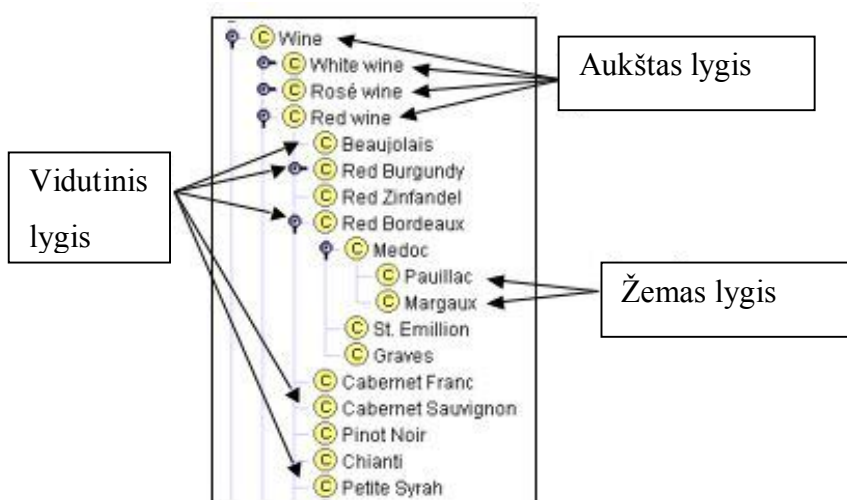 Wine
White wine
Rosé wine
Red wine
Beaujolais
Red Burgundy
Red Zinfandel
Red Bordeaux
Medoc
Pauillac
Margaux
St. Emillion
Graves
Cabernet Franc
Cabernet Sauvignon
Pinot Noir
Chianti
Petite Syrah
Aukštas lygis
Vidutinis
lygis
Žemas lygis